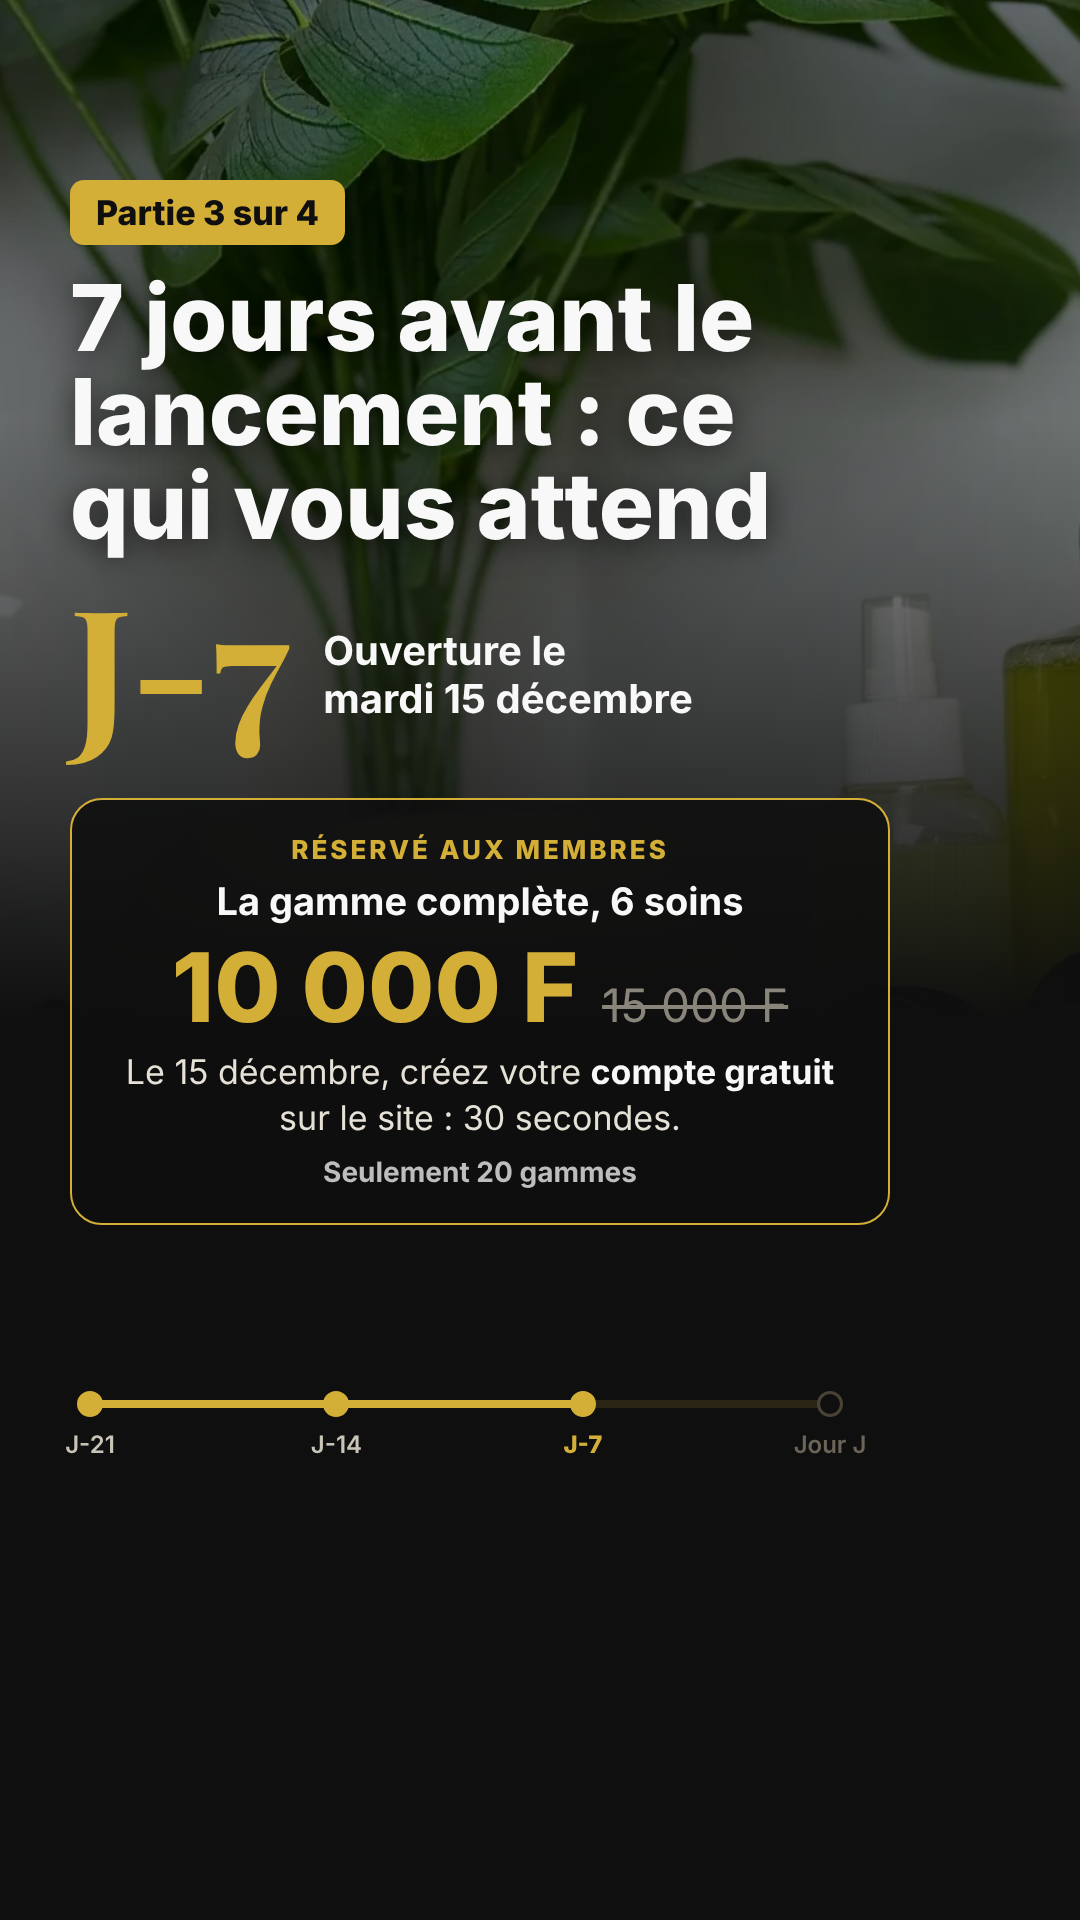 Partie 3 sur 4
7 jours avant le
lancement : ce
qui vous attend
J-7
Ouverture le
mardi 15 décembre
RÉSERVÉ AUX MEMBRES
La gamme complète, 6 soins
10 000 F 15 000 F
Le 15 décembre, créez votre compte gratuit
sur le site : 30 secondes.
Seulement 20 gammes
J-21 J-14 J-7 Jour J